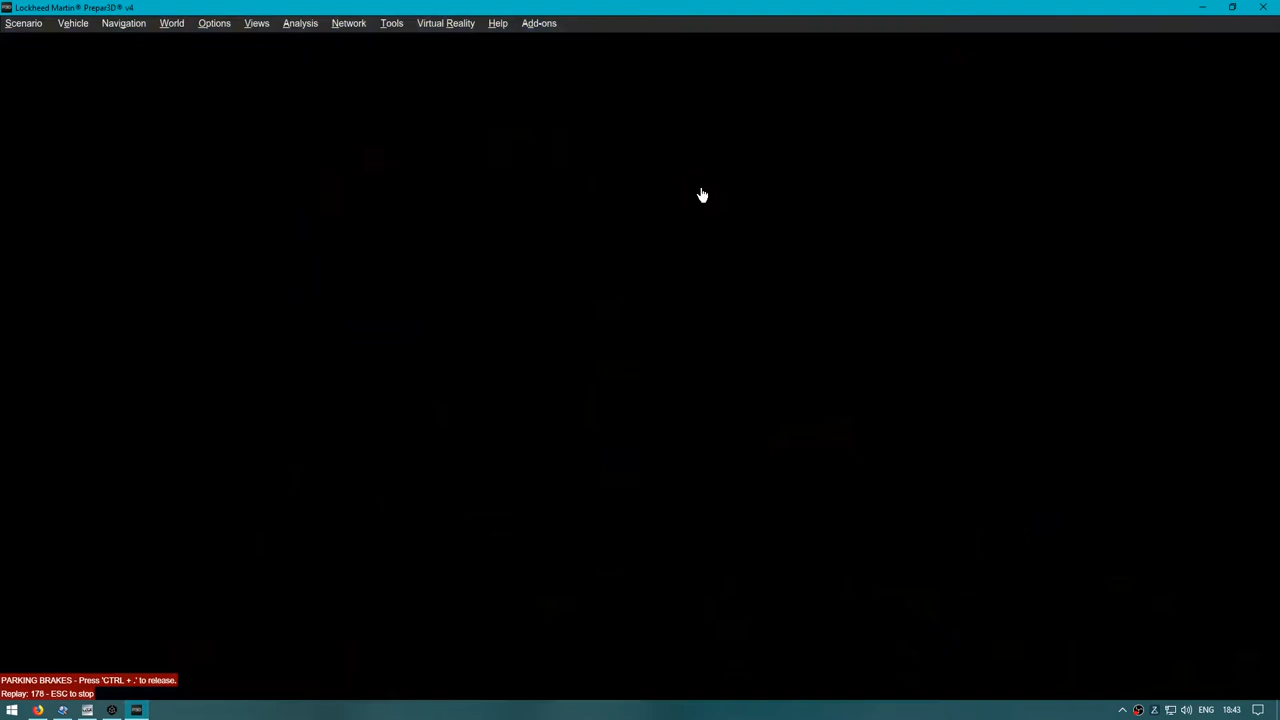 Lockheed Martin® Prepar3D® v4
Scenario Vehicle Navigation World Options Views Analysis Network Tools Virtual Reality Help Add-ons
PARKING BRAKES - Press 'CTRL + .' to release.
Replay: 178 - ESC to stop
ENG 18:43